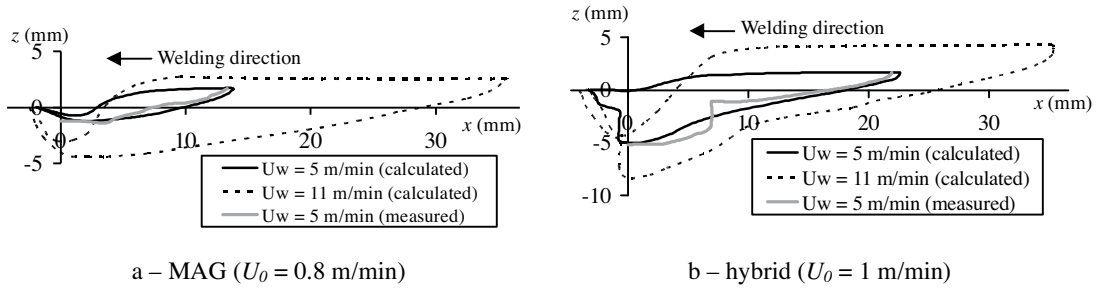 z (mm)
5
Welding direction
0
x (mm)
0
10
20
30
-5
Uw = 5 m/min (calculated)
Uw = 11 m/min (calculated)
Uw = 5 m/min (measured)
a – MAG (U0 = 0.8 m/min)
z (mm)
5
Welding direction
0
x (mm)
0
10
20
30
-5
-10
Uw = 5 m/min (calculated)
Uw = 11 m/min (calculated)
Uw = 5 m/min (measured)
b – hybrid (U0 = 1 m/min)